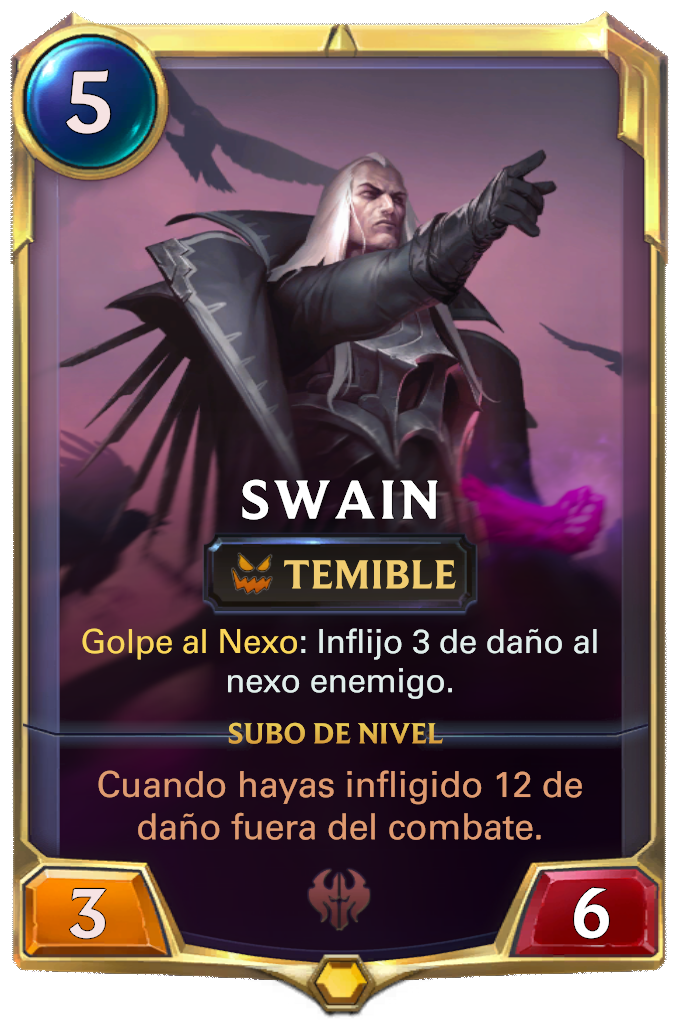 5
SWAIN
TEMIBLE
Golpe al Nexo: Inflijo 3 de daño al
nexo enemigo.
SUBO DE NIVEL
Cuando hayas infligido 12 de
daño fuera del combate.
3
6